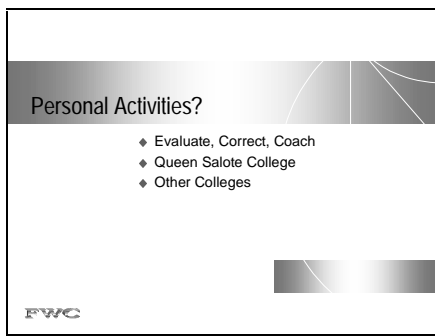 Personal Activities?
Evaluate, Correct, Coach
Queen Salote College
Other Colleges
FWC